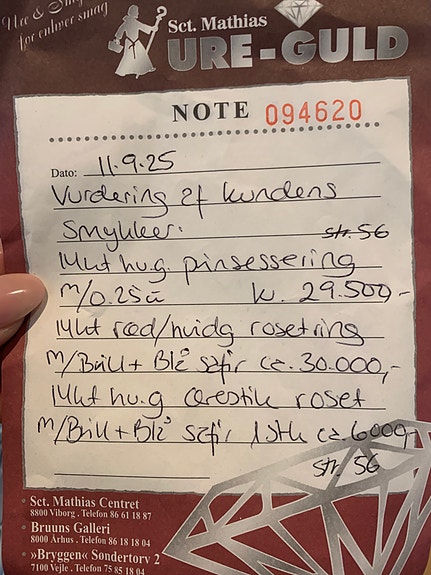 Ure & Smy
for enhver smag
Sct. Mathias
URE-GULD
NOTE 094620
Dato: 11.9.25
Vurdering af kundens
Smykker: str. 56
14kt hv.g. pinsessering
m/0.25 ct kr. 29.500,-
14kt rød/hvidg rosetring
m/Brill + Blå safir ca. 30.000,-
14kt hv.g ørestik roset
m/Brill + Blå safir 1 stk ca. 6000,-
str. 56
• Sct. Mathias Centret
8800 Viborg . Telefon 86 61 18 87
• Bruuns Galleri
8000 Århus . Telefon 86 18 18 04
• »Bryggen« Søndertorv 2
7100 Vejle . Telefon 75 85 18 04